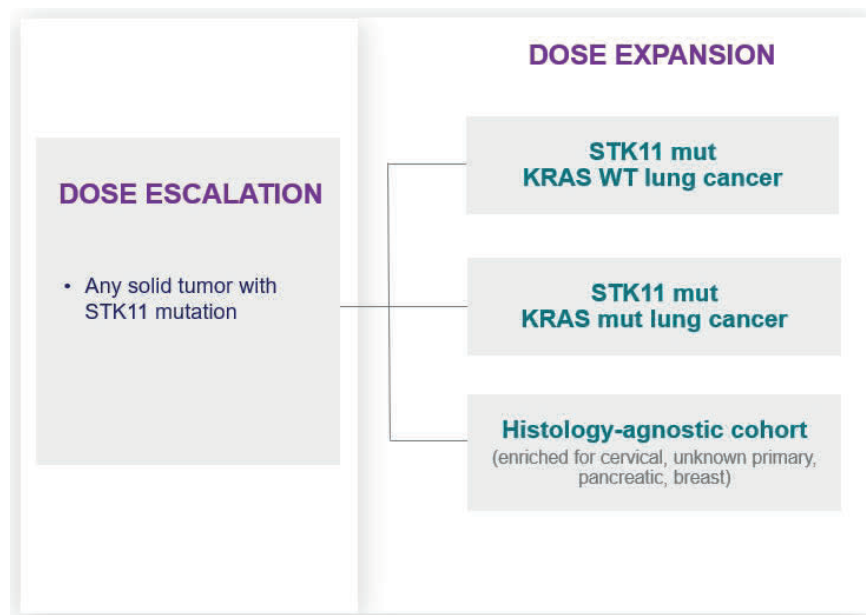 DOSE ESCALATION
• Any solid tumor with
STK11 mutation
DOSE EXPANSION
STK11 mut
KRAS WT lung cancer
STK11 mut
KRAS mut lung cancer
Histology-agnostic cohort
(enriched for cervical, unknown primary,
pancreatic, breast)